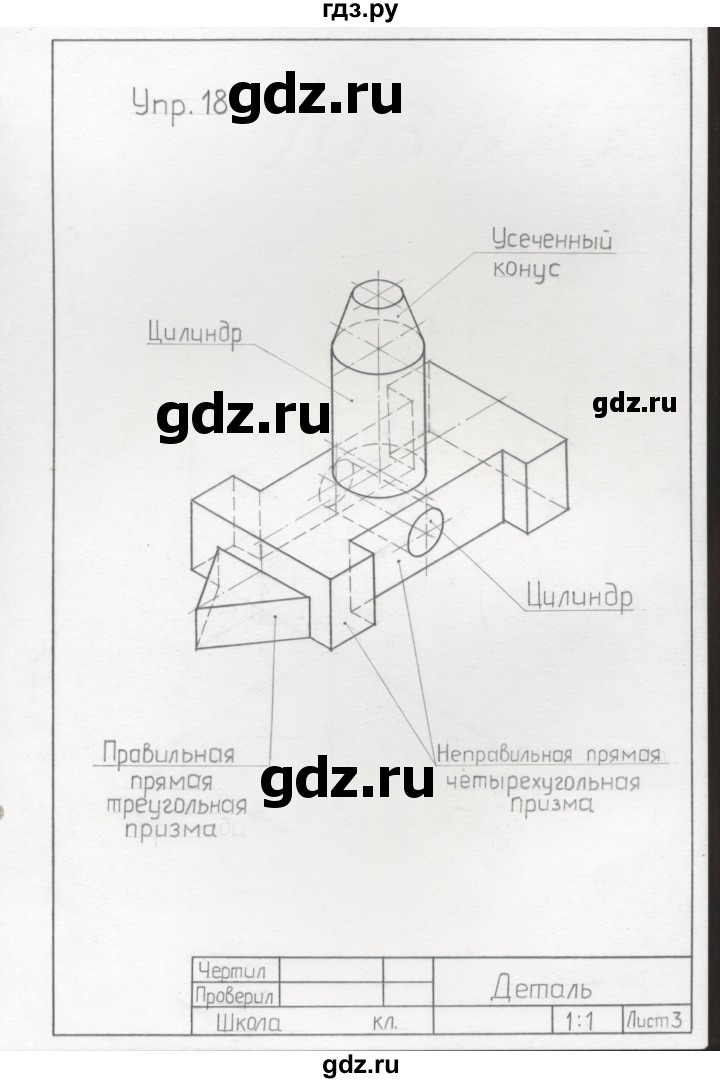 гдз.ру
Упр. 18
gdz.ru
Усеченный
конус
Цилиндр
gdz.ru
gdz.ru
Цилиндр
Правильная
прямая
треугольная
призма
gdz.ru
Неправильная прямая
четырехугольная
призма
Чертил
Проверил
Деталь
Школа кл.
1:1
Лист 3
gdz.ru